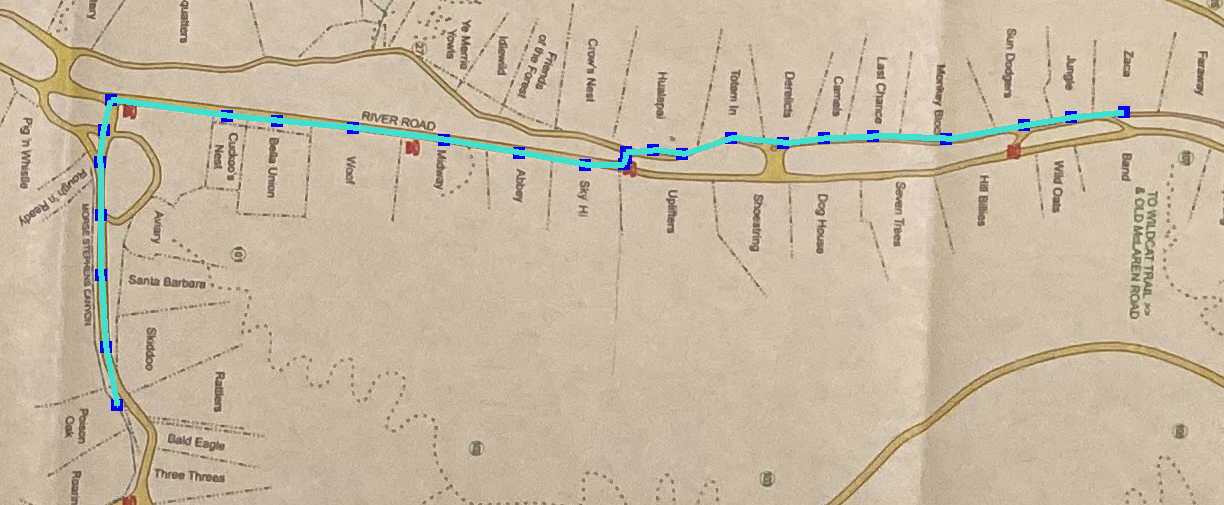 Ye Merrie
Yowls
Idlewild
Friends
of the Forest
Crow's Nest
Hualapai
Totem In
Derelicts
Camels
Last Chance
Monkey Block
Sun Dodgers
Jungle
Zaca
Faraway
RIVER ROAD
Pig 'n Whistle
Rough 'n Ready
MORSE STEPHENS CANYON
Aviary
Cuckoo's
Nest
Bella Union
Woof
Midway
Abbey
Sky Hi
Uplifters
Shoestring
Dog House
Seven Trees
Hill Billies
Wild Oats
Band
TO WILDCAT TRAIL >>
& OLD McLAREN ROAD
Santa Barbara
Skiddoo
Rattlers
Poison
Oak
Bald Eagle
Three Threes